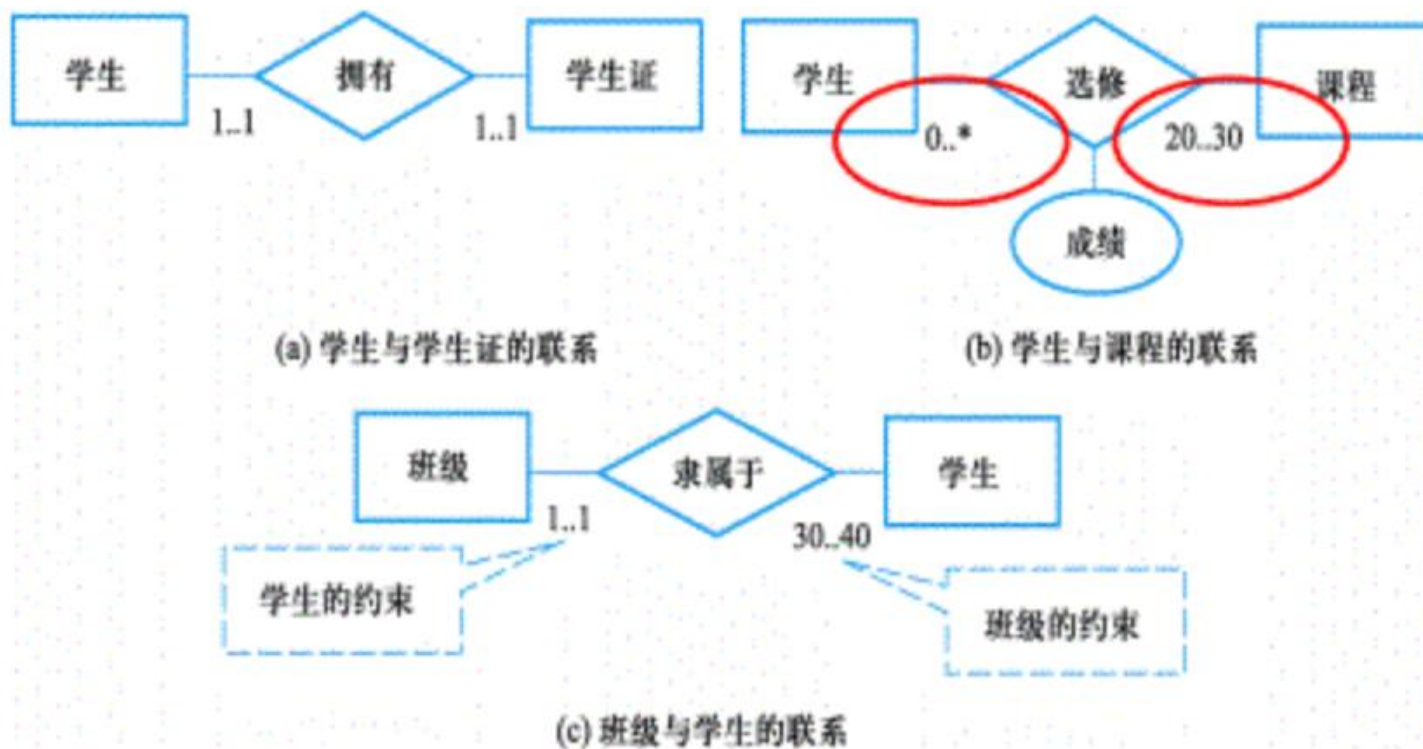 学生 拥有 学生证
1..1 1..1
学生 选修 课程
0..* 20..30
成绩
(a) 学生与学生证的联系
(b) 学生与课程的联系
班级 隶属于 学生
1..1 30..40
学生的约束
班级的约束
(c) 班级与学生的联系